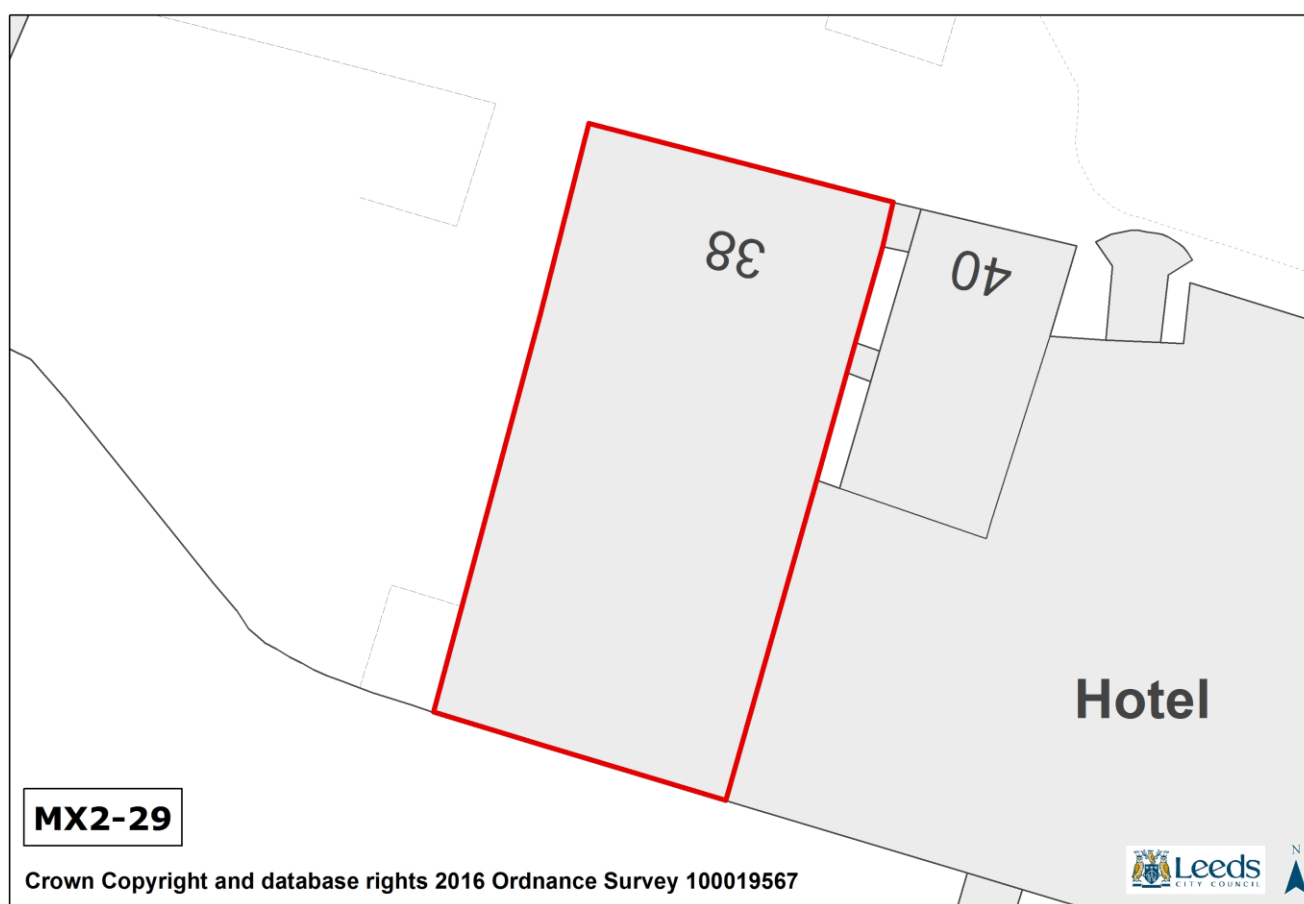 38
40
Hotel
MX2-29
Crown Copyright and database rights 2016 Ordnance Survey 100019567
Leeds
CITY COUNCIL
N